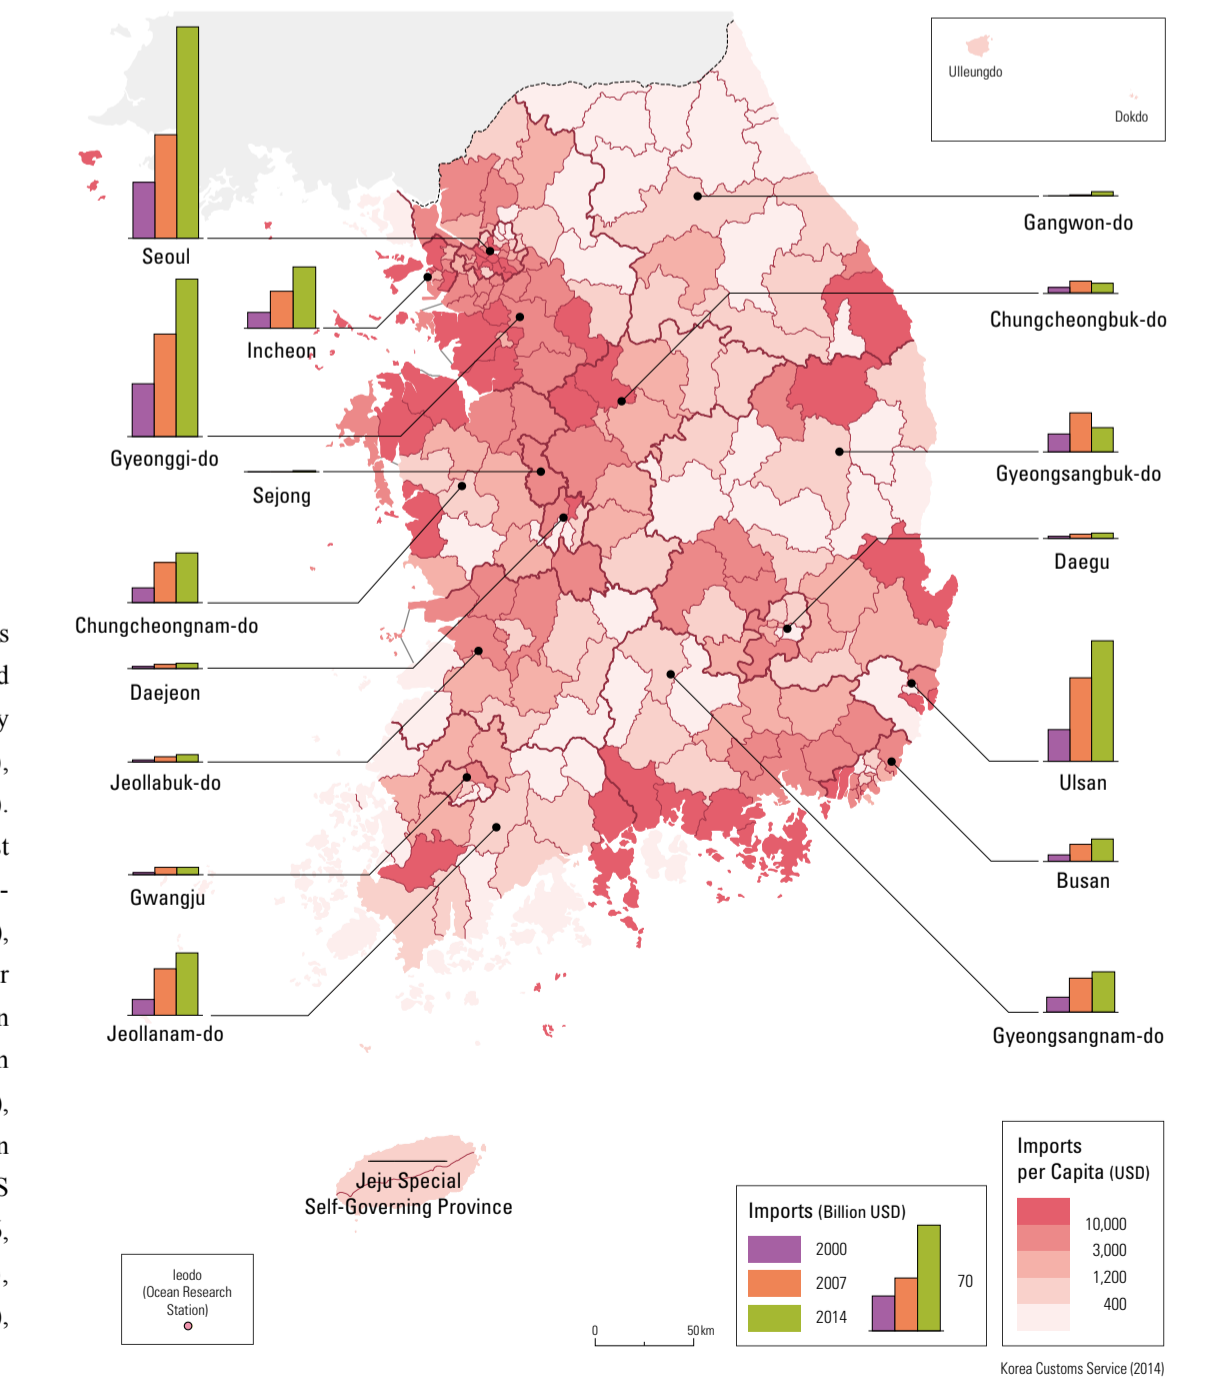 Ulleungdo
Dokdo
Seoul
Gangwon-do
Chungcheongbuk-do
Incheon
Gyeonggi-do
Gyeongsangbuk-do
Sejong
Daegu
Chungcheongnam-do
s
d
Daejeon
y
Jeollabuk-do
Ulsan
),
).
st
Gwangju
Busan
-
),
r
n
Jeollanam-do
Gyeongsangnam-do
n
),
n
S
Jeju Special
Self-Governing Province
Imports
per Capita (USD)
10,000
3,000
1,200
400
Imports (Billion USD)
2000
2007
2014
70
Ieodo
(Ocean Research
Station)
0 50 km
),
Korea Customs Service (2014)